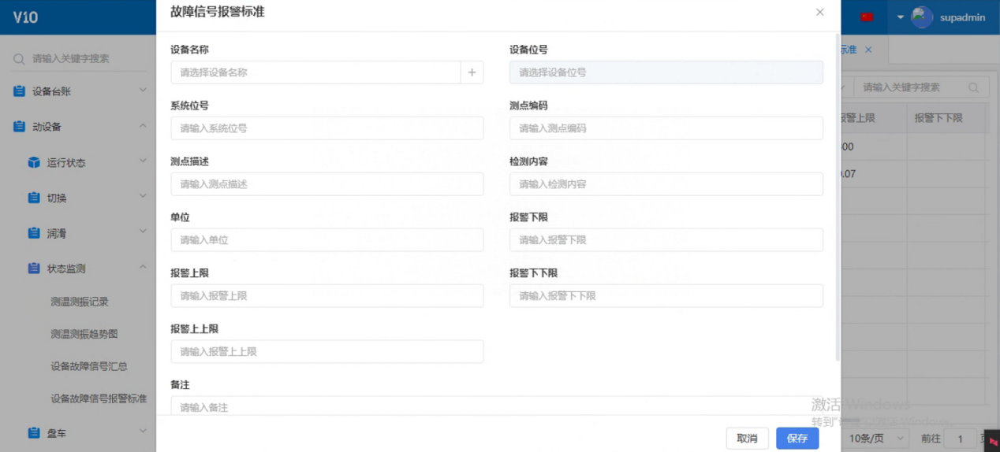 V10
supadmin
请输入关键字搜索
设备台账
动设备
运行状态
切换
润滑
状态监测
测温测振记录
测温测振趋势图
设备故障信号汇总
设备故障信号报警标准
盘车
故障信号报警标准
设备名称
请选择设备名称
设备位号
请选择设备位号
系统位号
请输入系统位号
测点编码
请输入测点编码
测点描述
请输入测点描述
检测内容
请输入检测内容
单位
请输入单位
报警下限
请输入报警下限
报警上限
请输入报警上限
报警下下限
请输入报警下下限
报警上上限
请输入报警上上限
备注
请输入备注
取消
保存
标准
请输入关键字搜索
报警上限
报警下下限
00
.07
激活 Windows
转到"
Windows
10条/页
前往
1